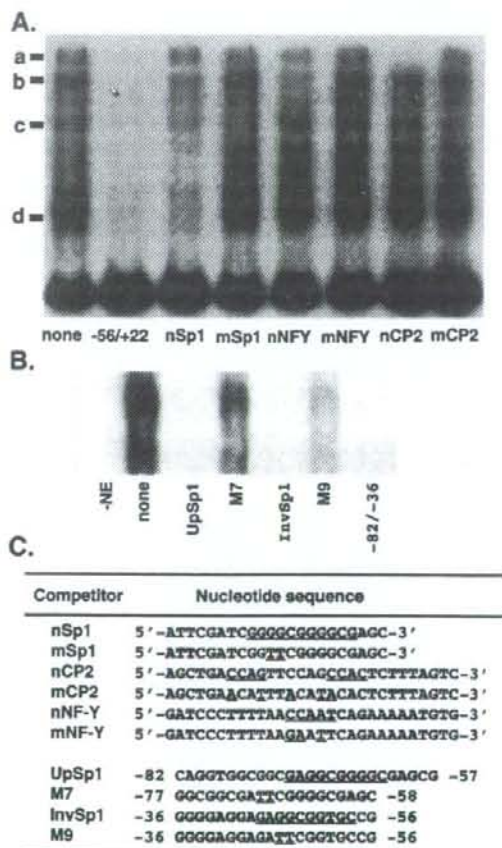 A.
a
b
c
d
none -56/+22 nSp1 mSp1 nNFY mNFY nCP2 mCP2
B.
-NE none UpSp1 M7 InvSp1 M9 -82/-36
C.
Competitor Nucleotide sequence
nSp1 5'-ATTCGATCGGGGCGGGGCGAGC-3'
mSp1 5'-ATTCGATCGGTTCGGGGCGAGC-3'
nCP2 5'-AGCTGACCAGTTCCAGCCACTCTTTAGTC-3'
mCP2 5'-AGCTGAACATTTACATACACTCTTTAGTC-3'
nNF-Y 5'-GATCCCTTTTAACCAATCAGAAAAATGTG-3'
mNF-Y 5'-GATCCCTTTTAAGAATTCAGAAAAATGTG-3'
UpSp1 -82 CAGGTGGCGGCGAGGCGGGGCGAGCG -57
M7 -77 GGCGGCGATTCGGGGCGAGC -58
InvSp1 -36 GGGGAGGAGAGGCGGTGCCG -56
M9 -36 GGGGAGGAGATTCGGTGCCG -56